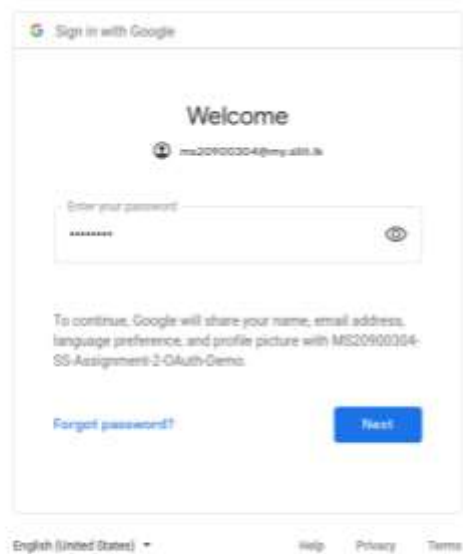 Sign in with Google
Welcome
ms20900304@my.sliit.lk
Enter your password
••••••••
To continue, Google will share your name, email address,
language preference, and profile picture with MS20900304-
SS-Assignment-2-OAuth-Demo.
Forgot password?
Next
English (United States)
Help Privacy Terms